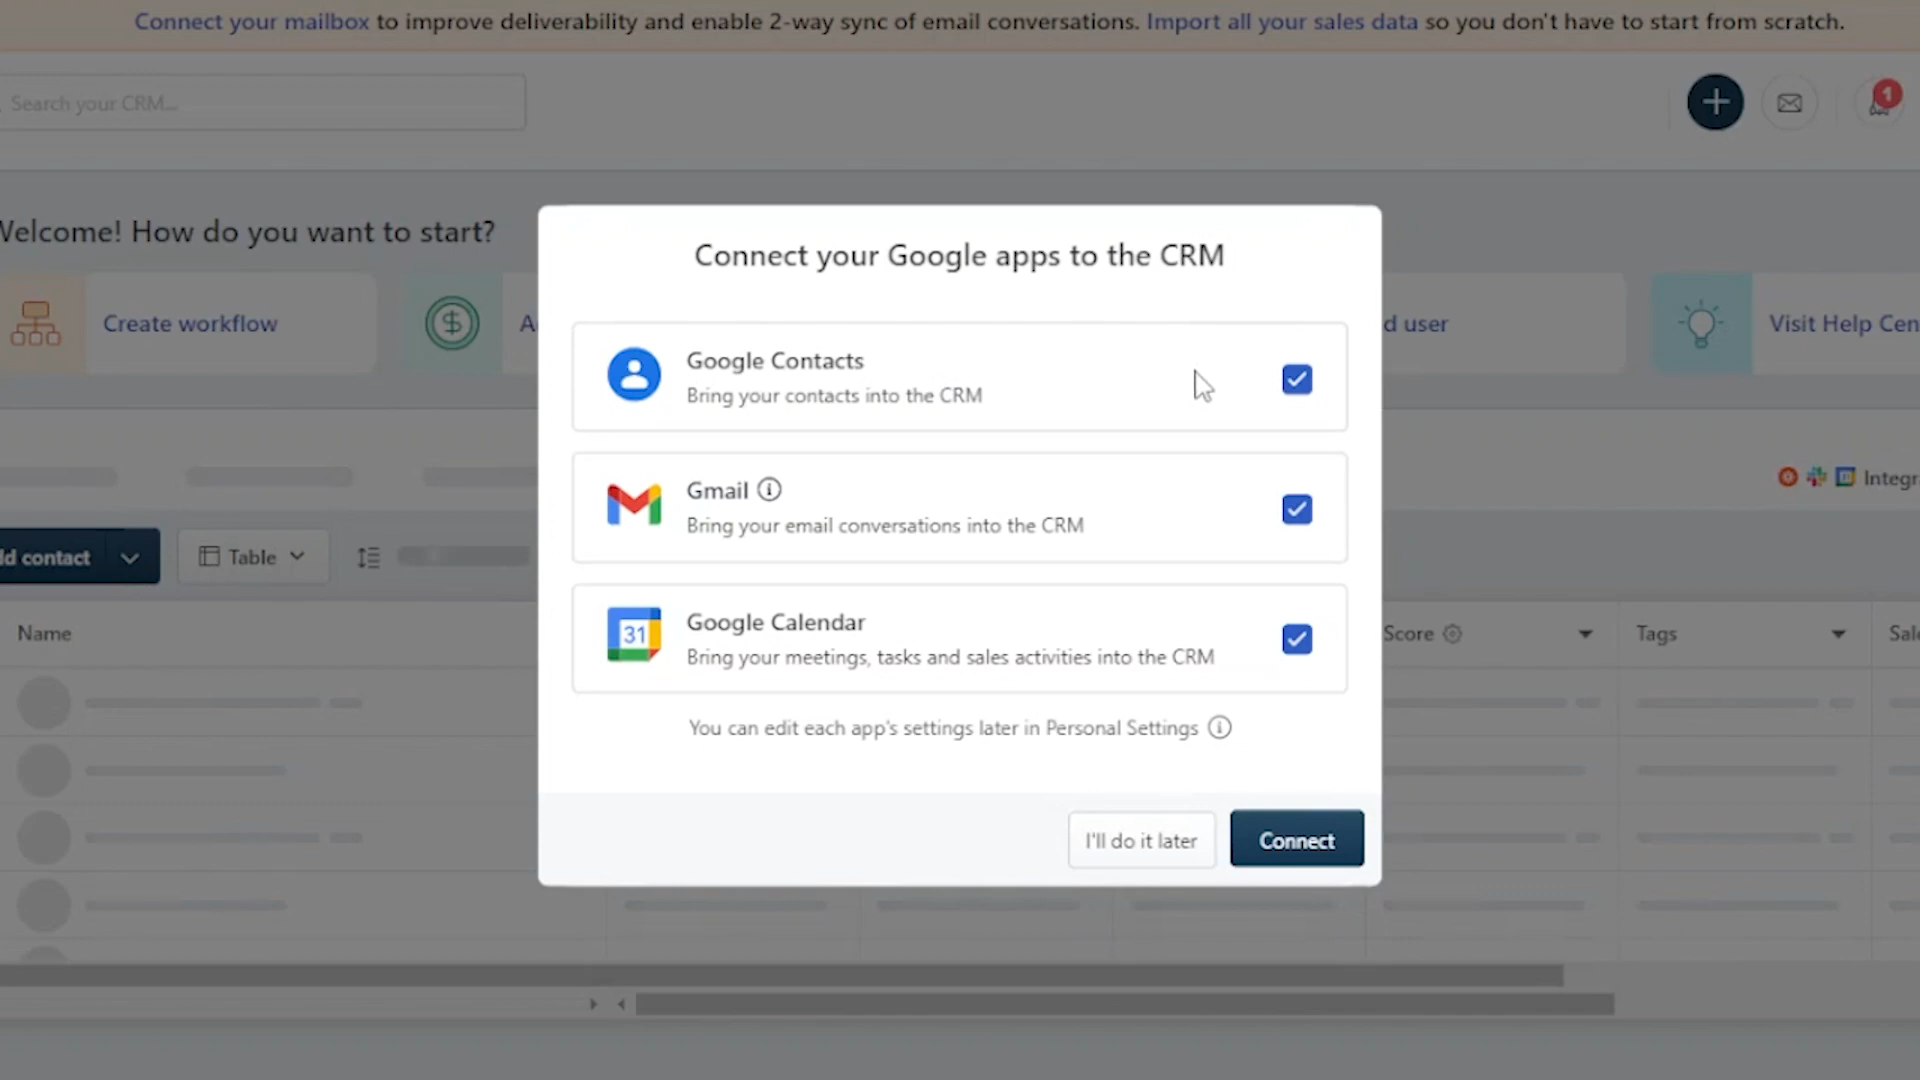 Connect your mailbox to improve deliverability and enable 2-way sync of email conversations. Import all your sales data so you don't have to start from scratch.
Search your CRM...
1
Welcome! How do you want to start?
Create workflow
d user
Visit Help Cen
Connect your Google apps to the CRM
Google Contacts
Bring your contacts into the CRM
Gmail
Bring your email conversations into the CRM
31
Google Calendar
Bring your meetings, tasks and sales activities into the CRM
You can edit each app's settings later in Personal Settings
I'll do it later
Connect
Integr
dd contact
Table
Name
Score
Tags
Sale